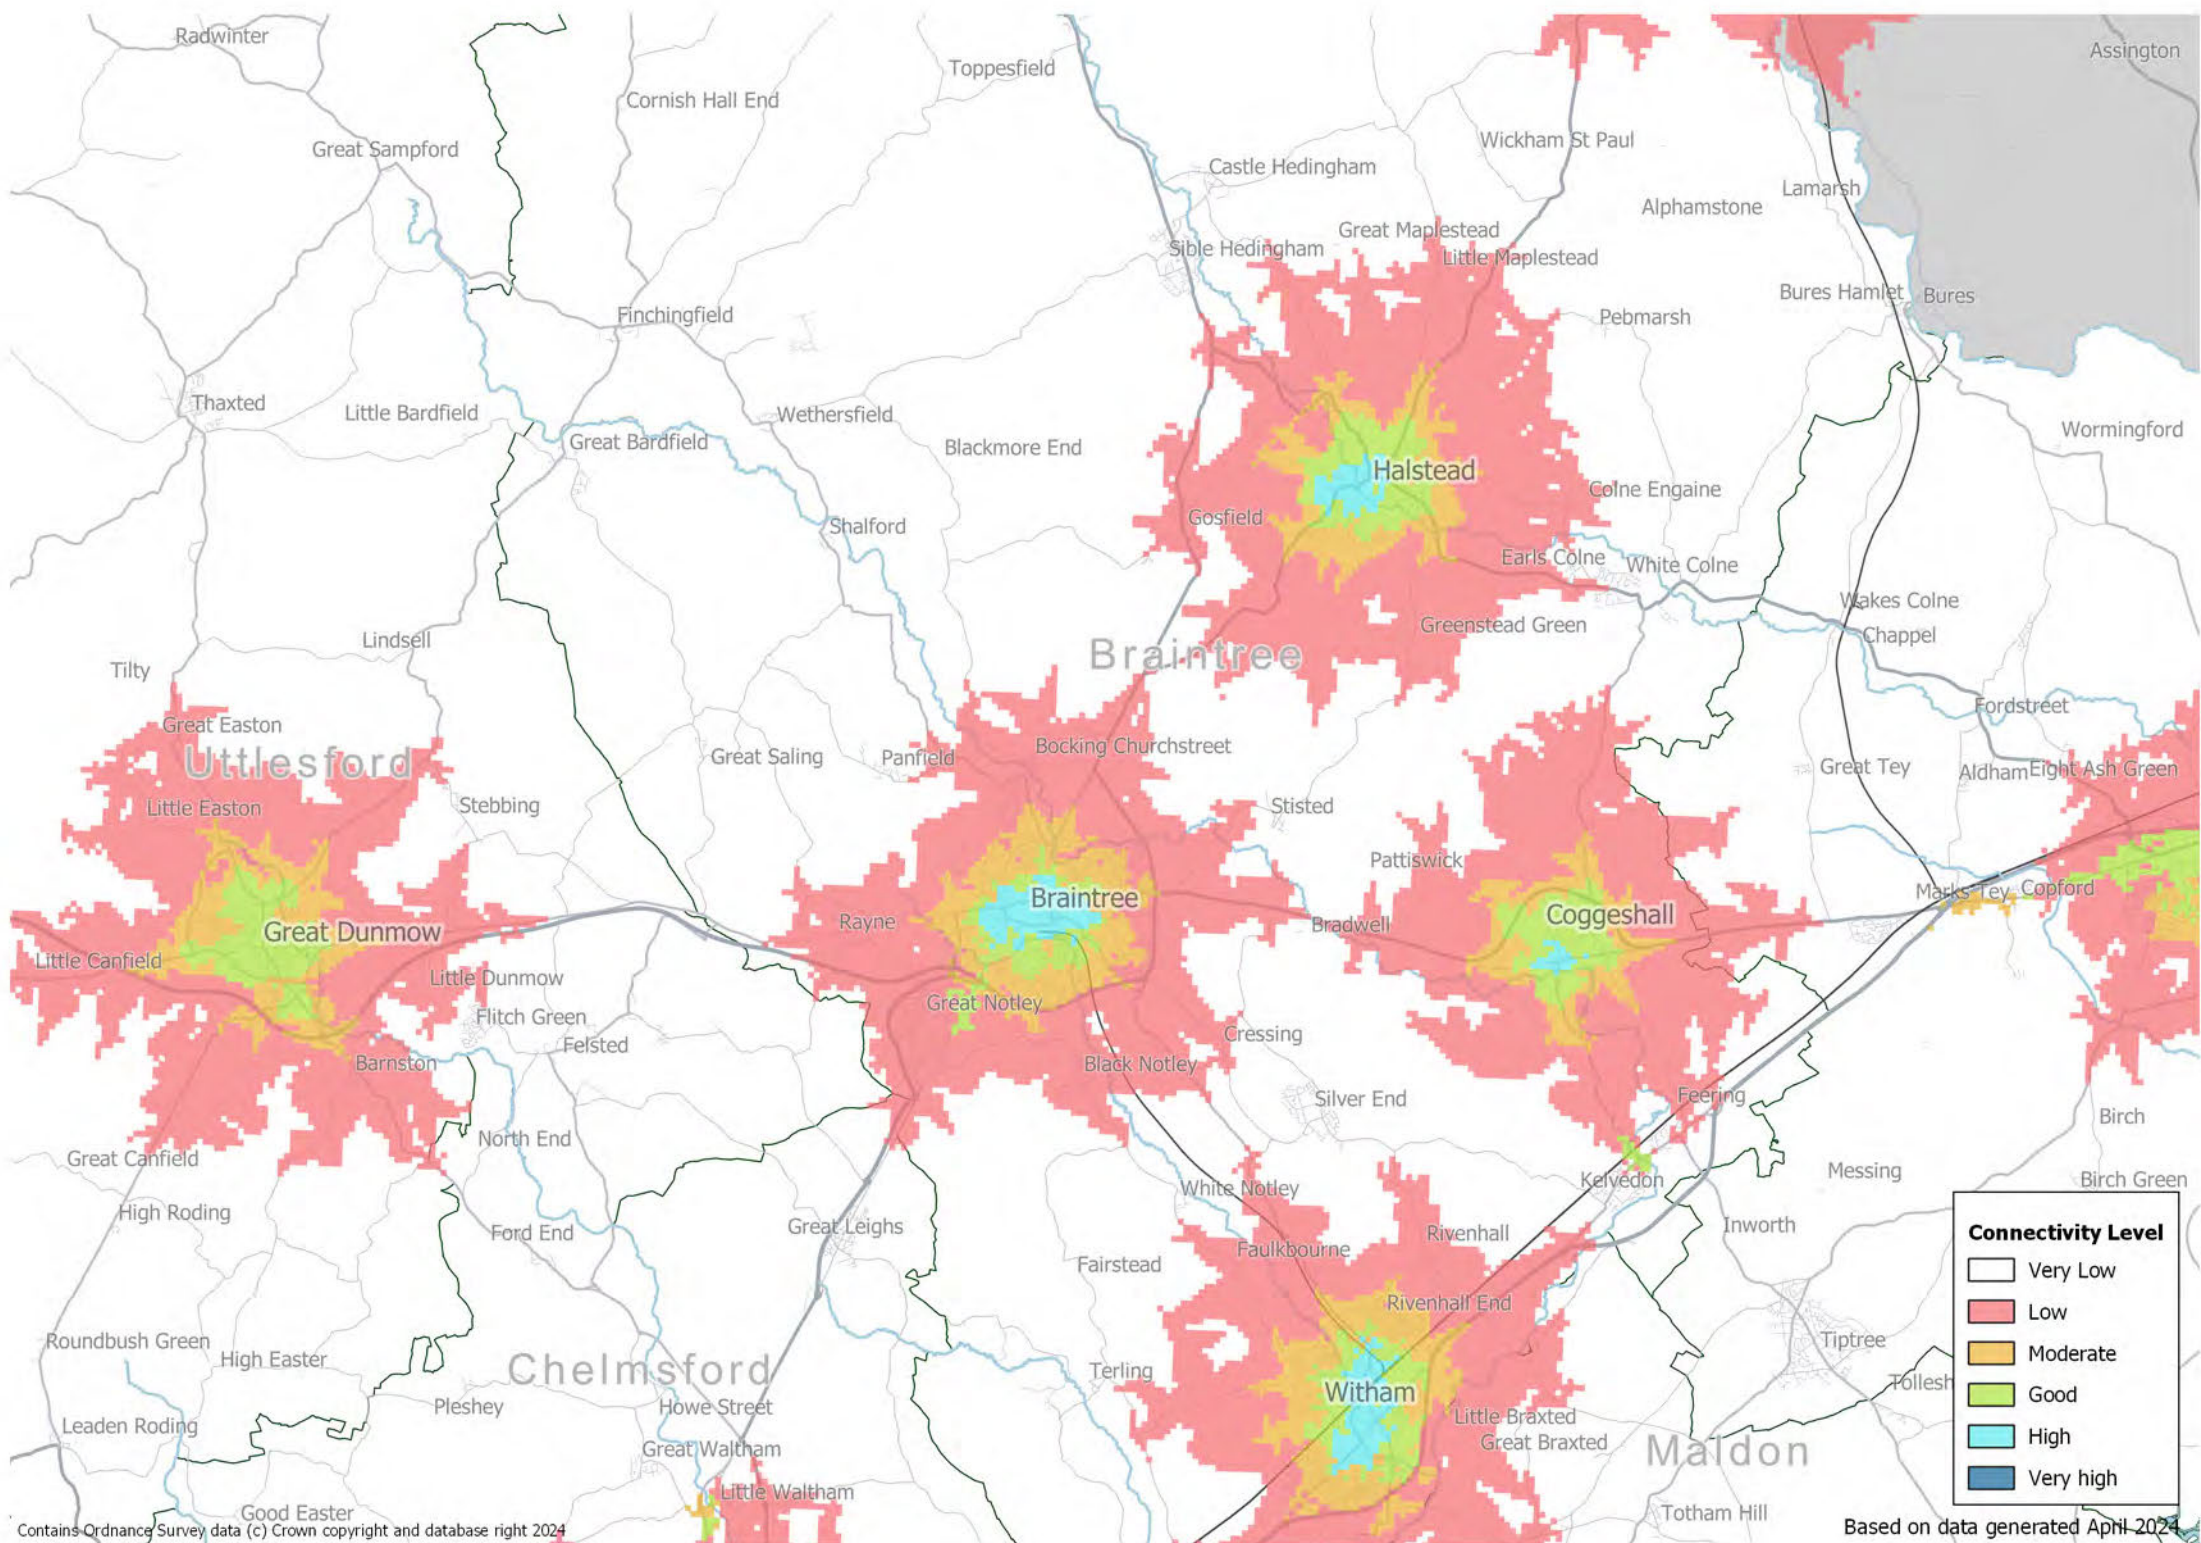 Radwinter
Assington
Toppesfield
Cornish Hall End
Wickham St Paul
Great Sampford
Castle Hedingham
Lamarsh
Alphamstone
Great Maplestead
Sible Hedingham
Little Maplestead
Bures Hamlet
Bures
Finchingfield
Pebmarsh
Thaxted
Little Bardfield
Wethersfield
Wormingford
Great Bardfield
Blackmore End
Halstead
Colne Engaine
Gosfield
Shalford
Earls Colne
White Colne
Wakes Colne
Greenstead Green
Chappel
Lindsell
Braintree
Tilty
Fordstreet
Great Easton
Bocking Churchstreet
Uttlesford
Great Saling
Panfield
Great Tey
Aldham
Eight Ash Green
Little Easton
Stebbing
Stisted
Pattiswick
Marks Tey
Copford
Braintree
Coggeshall
Rayne
Bradwell
Great Dunmow
Little Canfield
Little Dunmow
Great Notley
Flitch Green
Cressing
Felsted
Barnston
Black Notley
Feering
Silver End
Birch
North End
Great Canfield
Messing
Kelvedon
Birch Green
White Notley
High Roding
Great Leighs
Inworth
Ford End
Rivenhall
Faulkbourne
Fairstead
Rivenhall End
Roundbush Green
Tiptree
High Easter
Chelmsford
Terling
Witham
Tollesh
Pleshey
Howe Street
Little Braxted
Leaden Roding
Great Braxted
Great Waltham
Maldon
Little Waltham
Good Easter
Totham Hill
Connectivity Level
Very Low
Low
Moderate
Good
High
Very high
Contains Ordnance Survey data (c) Crown copyright and database right 2024
Based on data generated April 2024